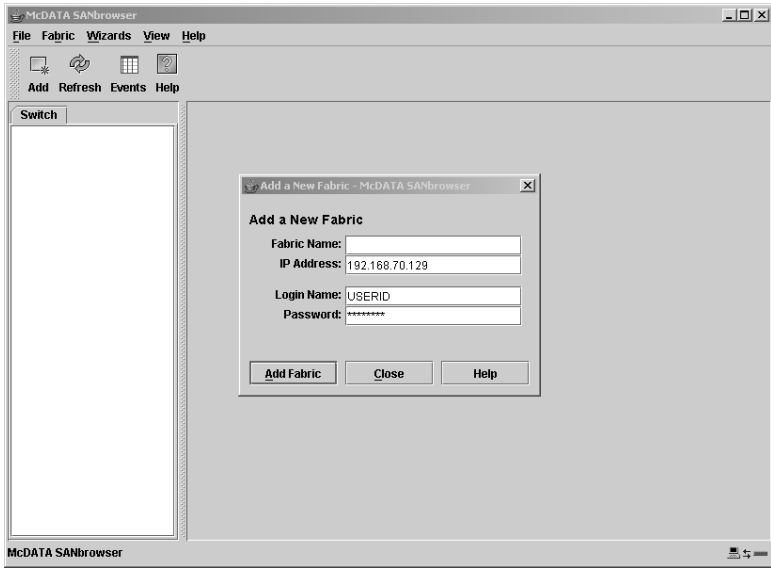 McDATA SANbrowser
File Fabric Wizards View Help
Add Refresh Events Help
Switch
Add a New Fabric - McDATA SANbrowser
Add a New Fabric
Fabric Name:
IP Address: 192.168.70.129
Login Name: USERID
Password: ********
Add Fabric Close Help
McDATA SANbrowser